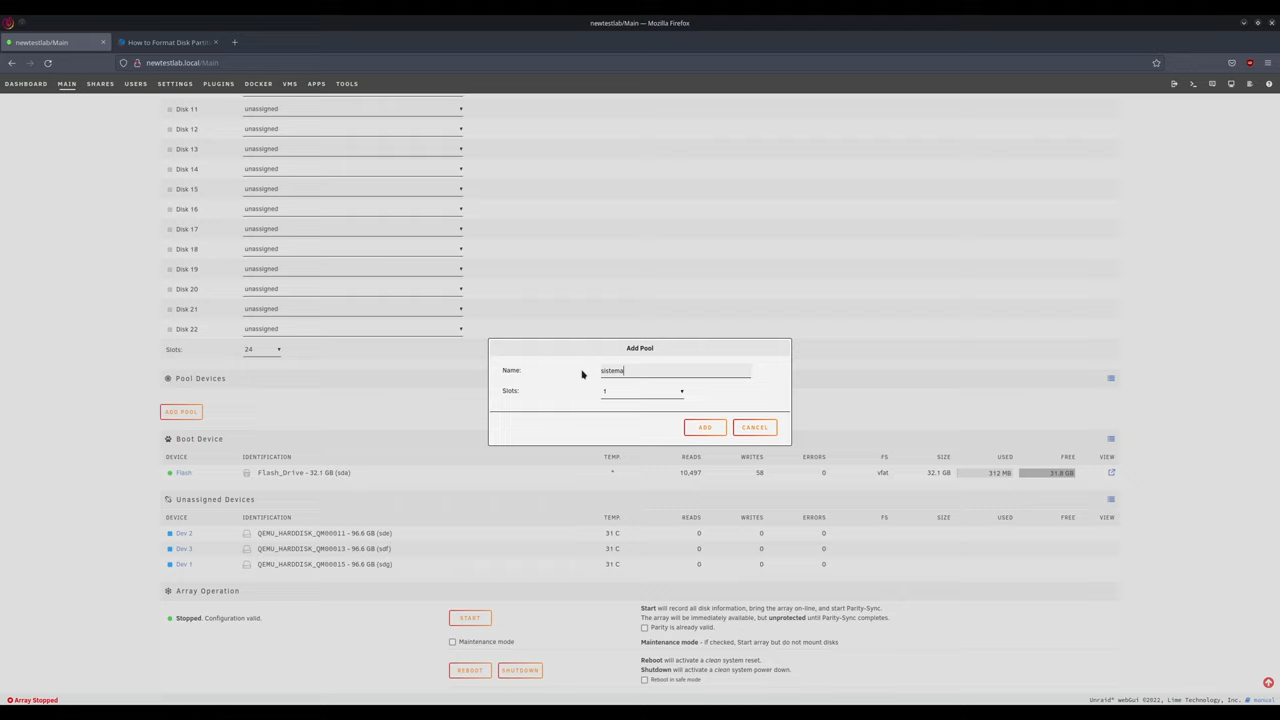 newtestlab/Main — Mozilla Firefox
newtestlab/Main
How to Format Disk Parti
newtestlab.local/Main
DASHBOARD MAIN SHARES USERS SETTINGS PLUGINS DOCKER VMS APPS TOOLS
Disk 11 unassigned
Disk 12 unassigned
Disk 13 unassigned
Disk 14 unassigned
Disk 15 unassigned
Disk 16 unassigned
Disk 17 unassigned
Disk 18 unassigned
Disk 19 unassigned
Disk 20 unassigned
Disk 21 unassigned
Disk 22 unassigned
Slots: 24
Add Pool
Name: sistema
Slots: 1
ADD CANCEL
Pool Devices
ADD POOL
Boot Device
DEVICE IDENTIFICATION TEMP. READS WRITES ERRORS FS SIZE USED FREE VIEW
Flash Flash_Drive - 32.1 GB (sda) * 10,497 58 0 vfat 32.1 GB 312 MB 31.8 GB
Unassigned Devices
DEVICE IDENTIFICATION TEMP. READS WRITES ERRORS FS SIZE USED FREE VIEW
Dev 2 QEMU_HARDDISK_QM00011 - 96.6 GB (sde) 31 C 0 0 0
Dev 3 QEMU_HARDDISK_QM00013 - 96.6 GB (sdf) 31 C 0 0 0
Dev 1 QEMU_HARDDISK_QM00015 - 96.6 GB (sdg) 31 C 0 0 0
Array Operation
Stopped. Configuration valid.
START
Start will record all disk information, bring the array on-line, and start Parity-Sync.
The array will be immediately available, but unprotected until Parity-Sync completes.
Parity is already valid.
Maintenance mode
Maintenance mode - if checked, Start array but do not mount disks
REBOOT SHUTDOWN
Reboot will activate a clean system reset.
Shutdown will activate a clean system power down.
Reboot in safe mode
Array Stopped
Unraid® webGui ©2022, Lime Technology, Inc. manual